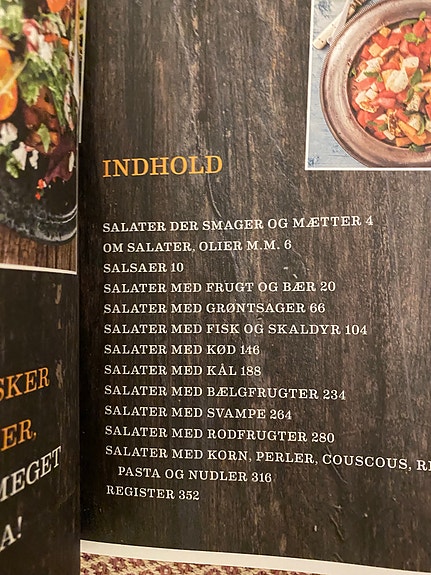 INDHOLD
SALATER DER SMAGER OG MÆTTER 4
OM SALATER, OLIER M.M. 6
SALSAER 10
SALATER MED FRUGT OG BÆR 20
SALATER MED GRØNTSAGER 66
SALATER MED FISK OG SKALDYR 104
SALATER MED KØD 146
SALATER MED KÅL 188
SALATER MED BÆLGFRUGTER 234
SALATER MED SVAMPE 264
SALATER MED RODFRUGTER 280
SALATER MED KORN, PERLER, COUSCOUS,
PASTA OG NUDLER 316
REGISTER 352
SKER
ER,
MEGET
A!